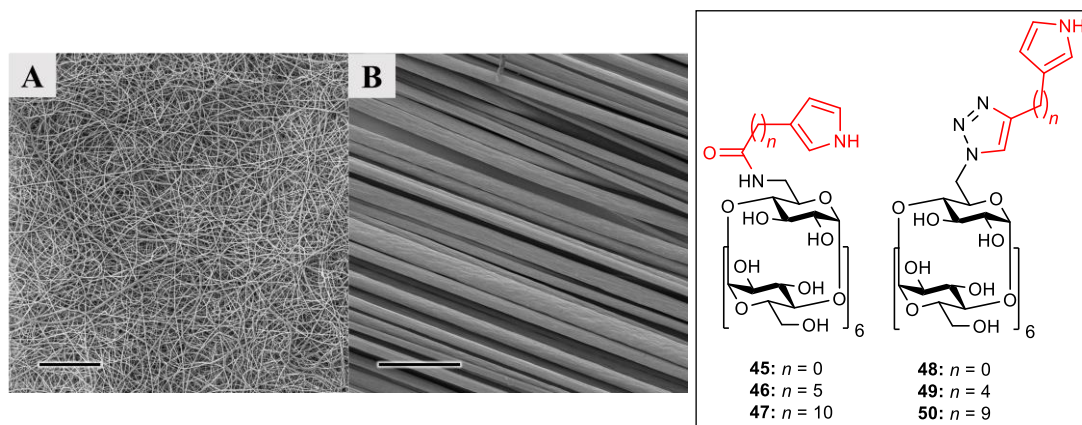 A
B
NH
n
O
n
NH
HN
O
O
HO
HO
OH
OH
O
O
OH
6
NH
n
N
N
N
O
O
HO
HO
OH
OH
O
O
OH
6
45: n = 0
46: n = 5
47: n = 10
48: n = 0
49: n = 4
50: n = 9